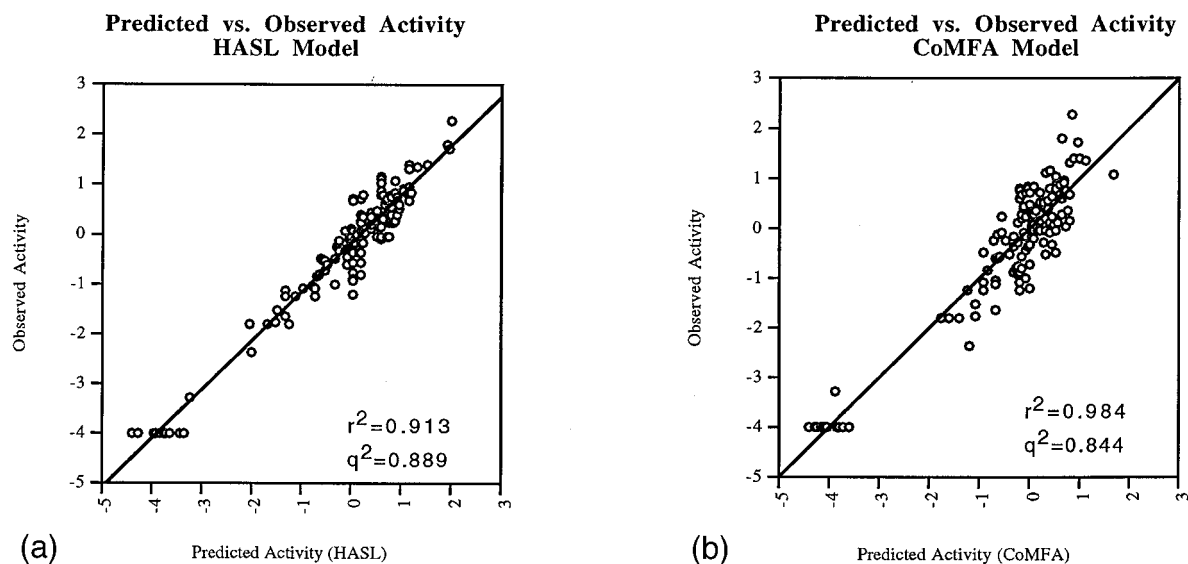 Predicted vs. Observed Activity
HASL Model
3
2
1
0
-1
-2
-3
-4
-5
Observed Activity
r²=0.913
q²=0.889
-5
-4
-3
-2
-1
0
1
2
3
(a)
Predicted Activity (HASL)
Predicted vs. Observed Activity
CoMFA Model
3
2
1
0
-1
-2
-3
-4
-5
Observed Activity
r²=0.984
q²=0.844
-5
-4
-3
-2
-1
0
1
2
3
(b)
Predicted Activity (CoMFA)